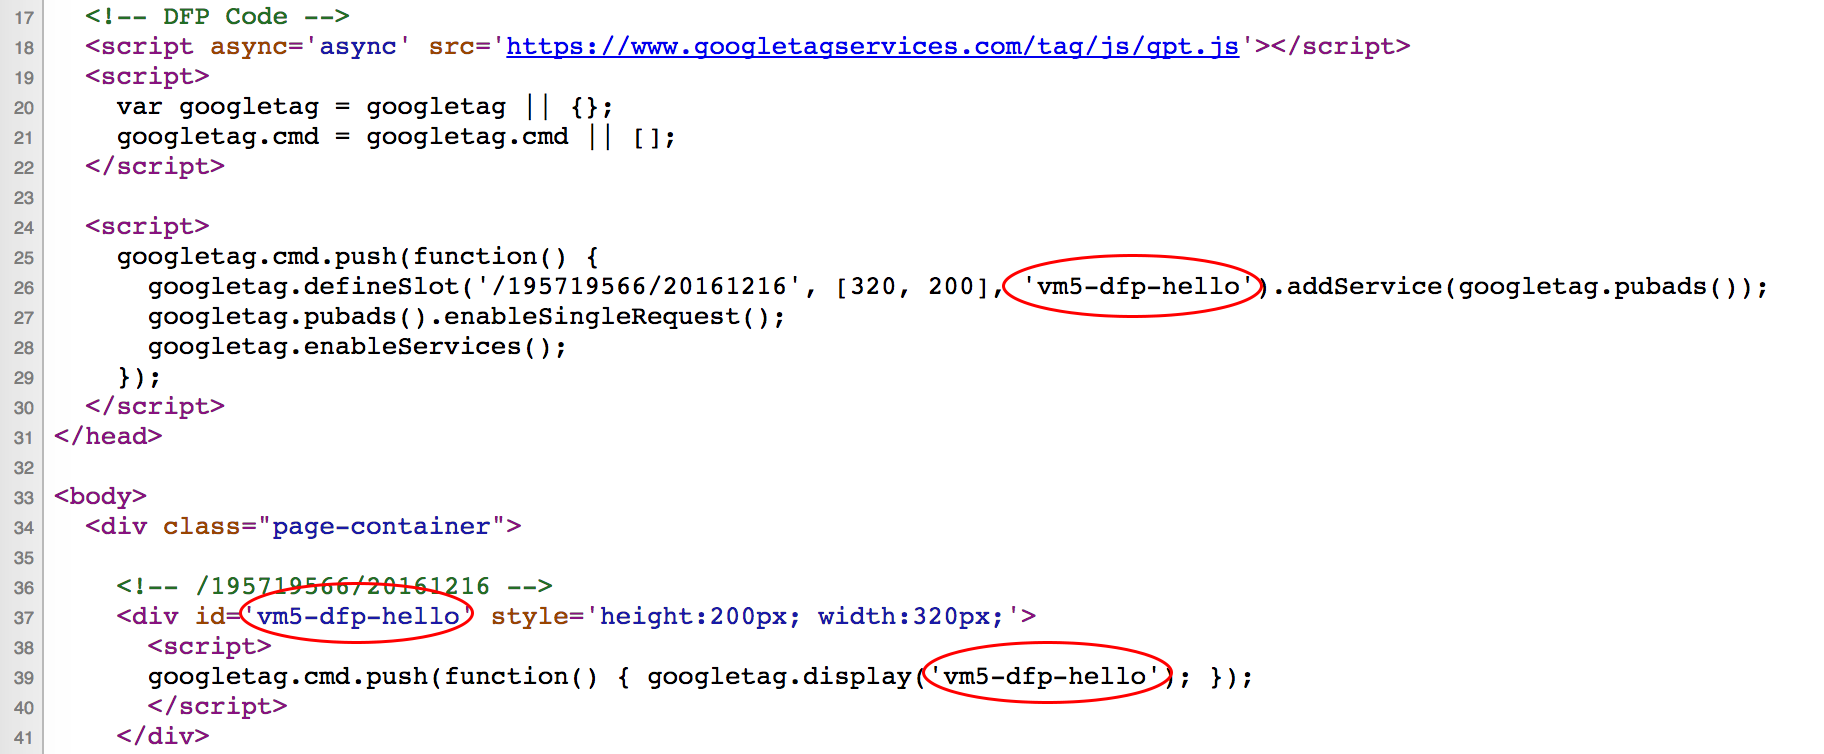 17 <!-- DFP Code -->
18 <script async='async' src='https://www.googletagservices.com/tag/js/gpt.js'></script>
19 <script>
20 var googletag = googletag || {};
21 googletag.cmd = googletag.cmd || [];
22 </script>
23
24 <script>
25 googletag.cmd.push(function() {
26 googletag.defineSlot('/195719566/20161216', [320, 200], 'vm5-dfp-hello').addService(googletag.pubads());
27 googletag.pubads().enableSingleRequest();
28 googletag.enableServices();
29 });
30 </script>
31 </head>
32
33 <body>
34 <div class="page-container">
35
36 <!-- /195719566/20161216 -->
37 <div id='vm5-dfp-hello' style='height:200px; width:320px;'>
38 <script>
39 googletag.cmd.push(function() { googletag.display('vm5-dfp-hello'); });
40 </script>
41 </div>